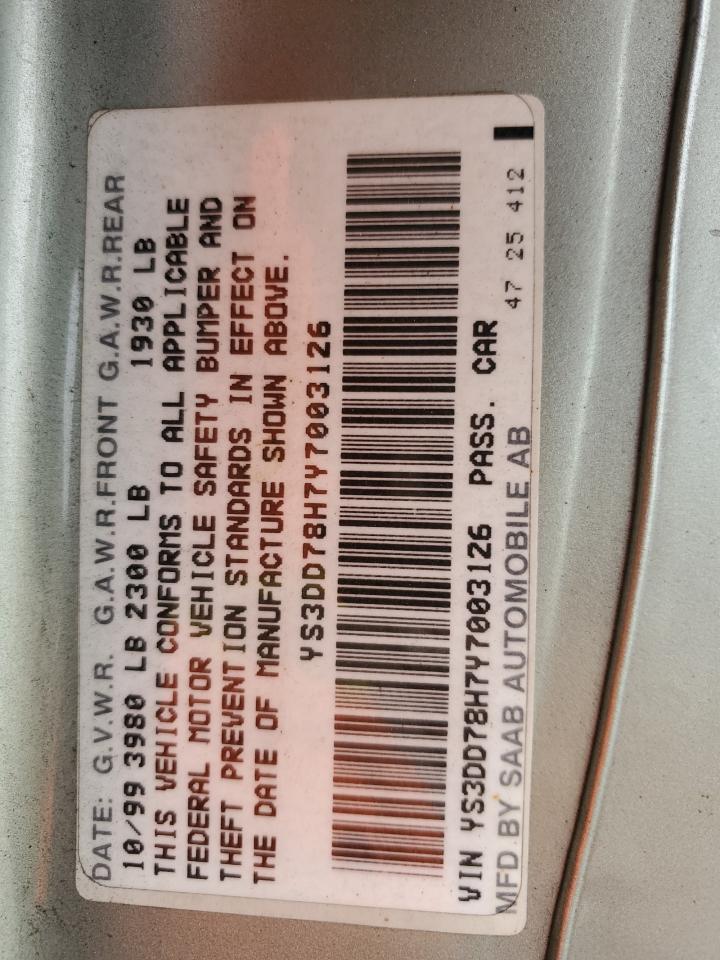 DATE: G.V.W.R. G.A.W.R.FRONT G.A.W.R.REAR
10/99 3980 LB 2300 LB 1930 LB
THIS VEHICLE CONFORMS TO ALL APPLICABLE
FEDERAL MOTOR VEHICLE SAFETY BUMPER AND
THEFT PREVENTION STANDARDS IN EFFECT ON
THE DATE OF MANUFACTURE SHOWN ABOVE.
YS3DD78H7Y7003126
VIN YS3DD78H7Y7003126 PASS. CAR
MFD.BY SAAB AUTOMOBILE AB 47 25 412